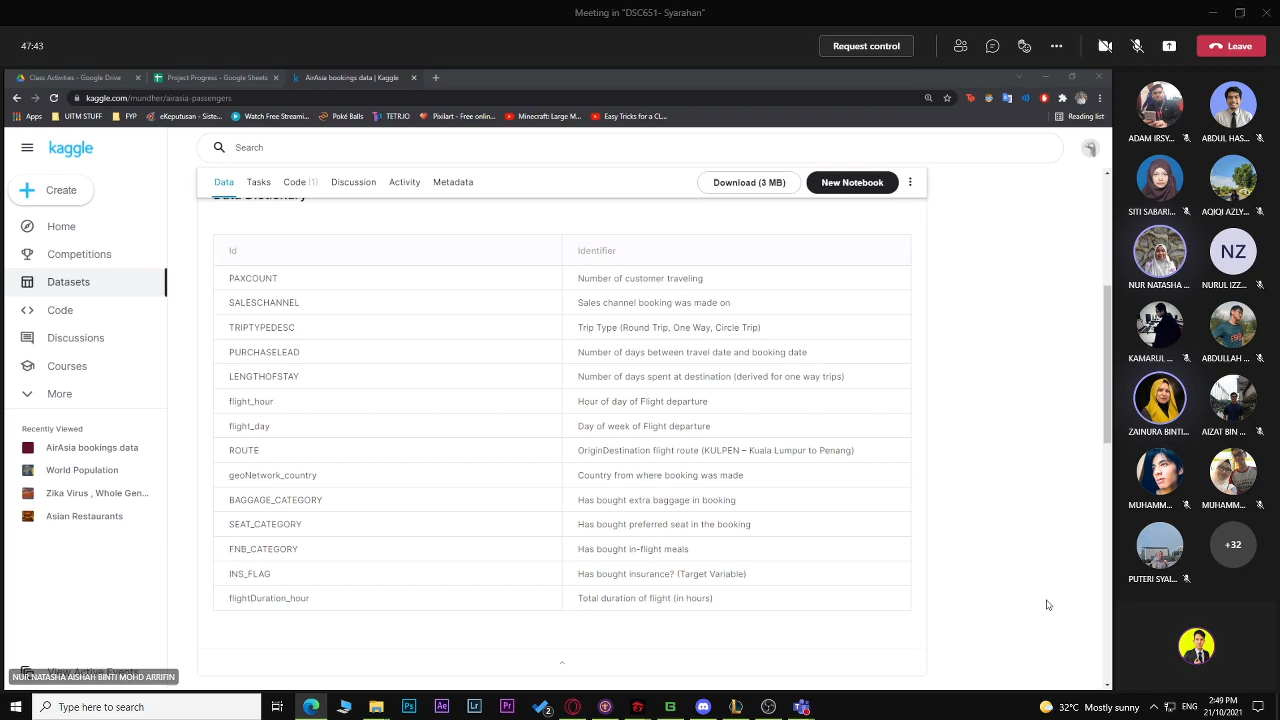 Meeting in "DSC651- Syarahan"
47:43
Request control
Leave
Class Activities - Google Drive
Project Progress - Google Sheets
AirAsia bookings data | Kaggle
kaggle.com/mundher/airasia-passengers
Apps
UITM STUFF
FYP
eKeputusan - Siste...
Watch Free Streami...
Poké Balls
TETR.IO
Pixlart - Free onlin...
Minecraft: Large M...
Easy Tricks for a CL...
Reading list
kaggle
Search
Create
Data
Tasks
Code (1)
Discussion
Activity
Metadata
Download (3 MB)
New Notebook
Home
Competitions
Datasets
Code
Discussions
Courses
More
Recently Viewed
AirAsia bookings data
World Population
Zika Virus , Whole Gen...
Asian Restaurants
View Active Events
Data Dictionary
Id Identifier
PAXCOUNT Number of customer traveling
SALESCHANNEL Sales channel booking was made on
TRIPTYPEDESC Trip Type (Round Trip, One Way, Circle Trip)
PURCHASELEAD Number of days between travel date and booking date
LENGTHOFSTAY Number of days spent at destination (derived for one way trips)
flight_hour Hour of day of Flight departure
flight_day Day of week of Flight departure
ROUTE OriginDestination flight route (KULPEN – Kuala Lumpur to Penang)
geoNetwork_country Country from where booking was made
BAGGAGE_CATEGORY Has bought extra baggage in booking
SEAT_CATEGORY Has bought preferred seat in the booking
FNB_CATEGORY Has bought in-flight meals
INS_FLAG Has bought insurance? (Target Variable)
flightDuration_hour Total duration of flight (in hours)
NUR NATASHA AISHAH BINTI MOHD ARRIFIN
ADAM IRSY...
ABDUL HAS...
SITI SABARI...
AQIQI AZLY...
NUR NATASHA ...
NZ
NURUL IZZ...
KAMARUL ...
ABDULLAH ...
ZAINURA BINTI...
AIZAT BIN ...
MUHAMM...
MUHAMM...
PUTERI SYAI...
+32
Type here to search
32°C Mostly sunny
2:49 PM
21/10/2021